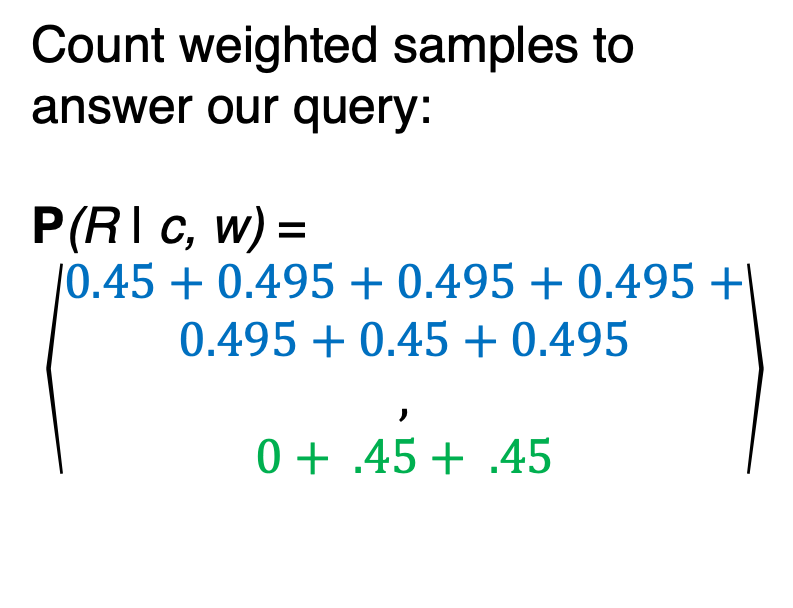 Count weighted samples to
answer our query:
P(R | c, w) =
0.45 + 0.495 + 0.495 + 0.495 +
0.495 + 0.45 + 0.495
,
0 + .45 + .45